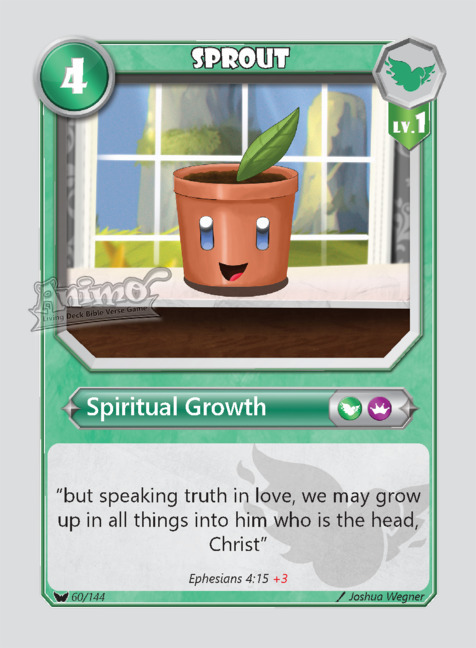 SPROUT
4
LV.1
Animo
Living Deck Bible Verse Game
Spiritual Growth
“but speaking truth in love, we may grow
up in all things into him who is the head,
Christ”
Ephesians 4:15 +3
60/144
Joshua Wegner